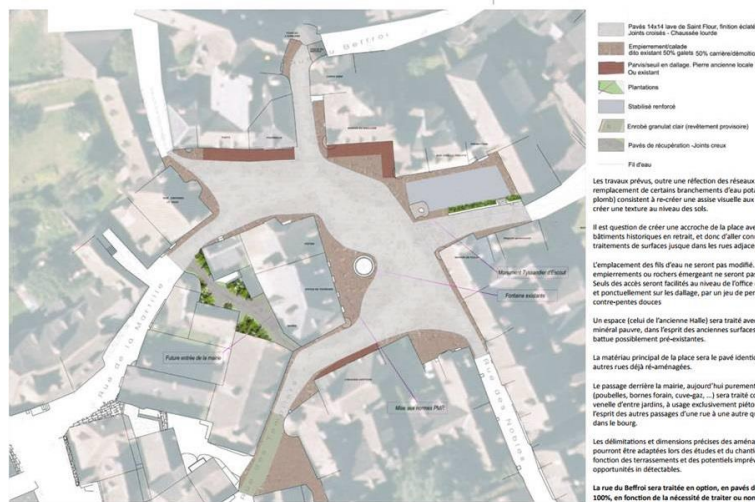 Pavés 14x14 lave de Saint Flour, finition éclaté
Joints croisés - Chaussée lourde
Empierrement/calade
dito existant 50% galets 50% carrière/démolitio
Parvis/seuil en dallage. Pierre ancienne locale
Ou existant
Plantations
Stabilisé renforcé
Enrobé granulat clair (revêtement provisoire)
Pavés de récupération -Joints creux
Fil d'eau
Les travaux prévus, outre une réfection des réseaux
remplacement de certains branchements d'eau pota
plomb) consistent à re-créer une assise visuelle aux
créer une texture au niveau des sols.
Il est question de créer une accroche de la place ave
bâtiments historiques en retrait, et donc d'aller cons
traitements de surfaces jusque dans les rues adjace
L'emplacement des fils d'eau ne seront pas modifié.
empierrements ou rochers émergeant ne seront pas
Seuls des accès seront facilités au niveau de l'office
et ponctuellement sur les dallage, par un jeu de pen
contre-pentes douces
Un espace (celui de l'ancienne Halle) sera traité avec
minéral pauvre, dans l'esprit des anciennes surfaces
battue possiblement pré-existantes.
La matériau principal de la place sera le pavé identiq
autres rues déjà ré-aménagées.
Le passage derrière la mairie, aujourd'hui purement
(poubelles, bornes forain, cuve-gaz, ...) sera traité co
venelle d'entre jardins, à usage exclusivement piéto
l'esprit des autres passages d'une rue à une autre qu
dans le bourg.
Les délimitations et dimensions précises des aména
pourront être adaptées lors des études et du chanti
fonction des terrassements et des potentiels imprév
opportunités in détectables.
La rue du Beffroi sera traitée en option, en pavés d
100%, en fonction de la nécessité de traiter ou non
Beffroi
Monument Tyssandier d'Escout
Fontaine existante
Future entrée de la mairie
Mise aux normes PMR
Rue de la Martille
Rue des Nobles